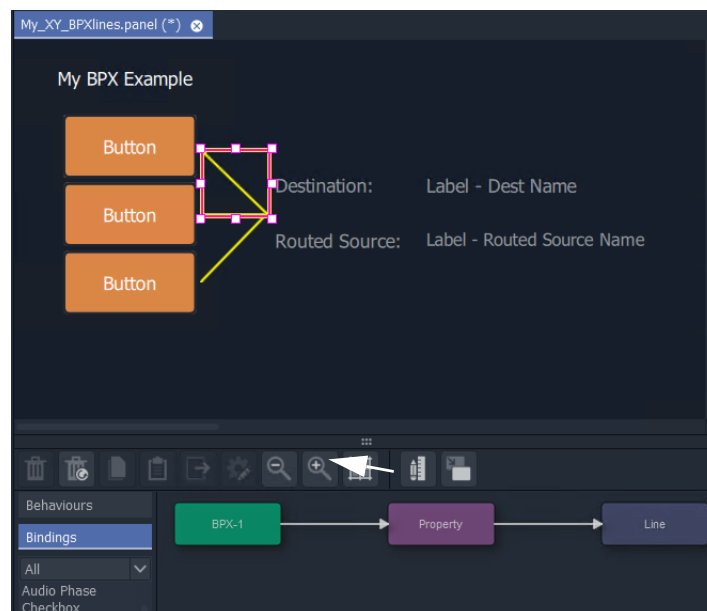 My_XY_BPXlines.panel (*)
My BPX Example
Button
Button
Button
Destination:
Label - Dest Name
Routed Source:
Label - Routed Source Name
Behaviours
Bindings
All
Audio Phase
Checkbox
BPX-1
Property
Line